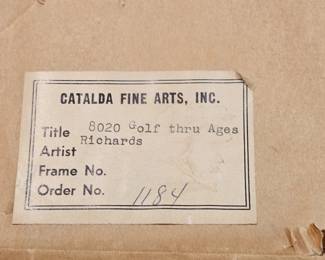 CATALDA FINE ARTS, INC.
Title 8020 Golf thru Ages
Artist Richards
Frame No.
Order No. 1184